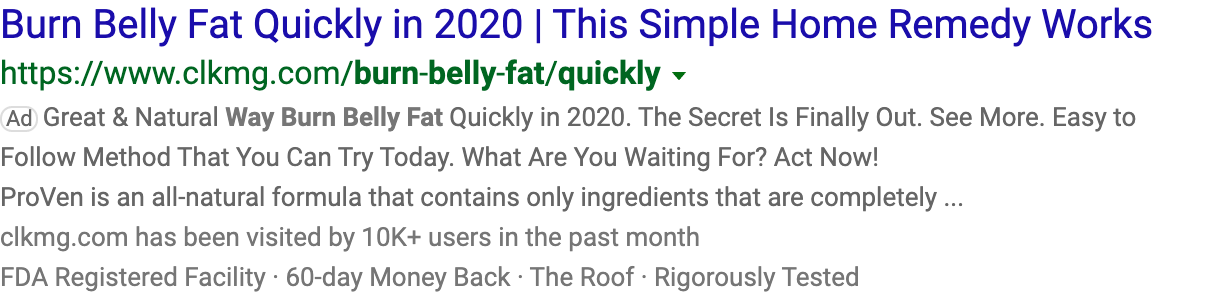 Burn Belly Fat Quickly in 2020 | This Simple Home Remedy Works
https://www.clkmg.com/burn-belly-fat/quickly
Ad Great & Natural Way Burn Belly Fat Quickly in 2020. The Secret Is Finally Out. See More. Easy to
Follow Method That You Can Try Today. What Are You Waiting For? Act Now!
ProVen is an all-natural formula that contains only ingredients that are completely ...
clkmg.com has been visited by 10K+ users in the past month
FDA Registered Facility · 60-day Money Back · The Roof · Rigorously Tested